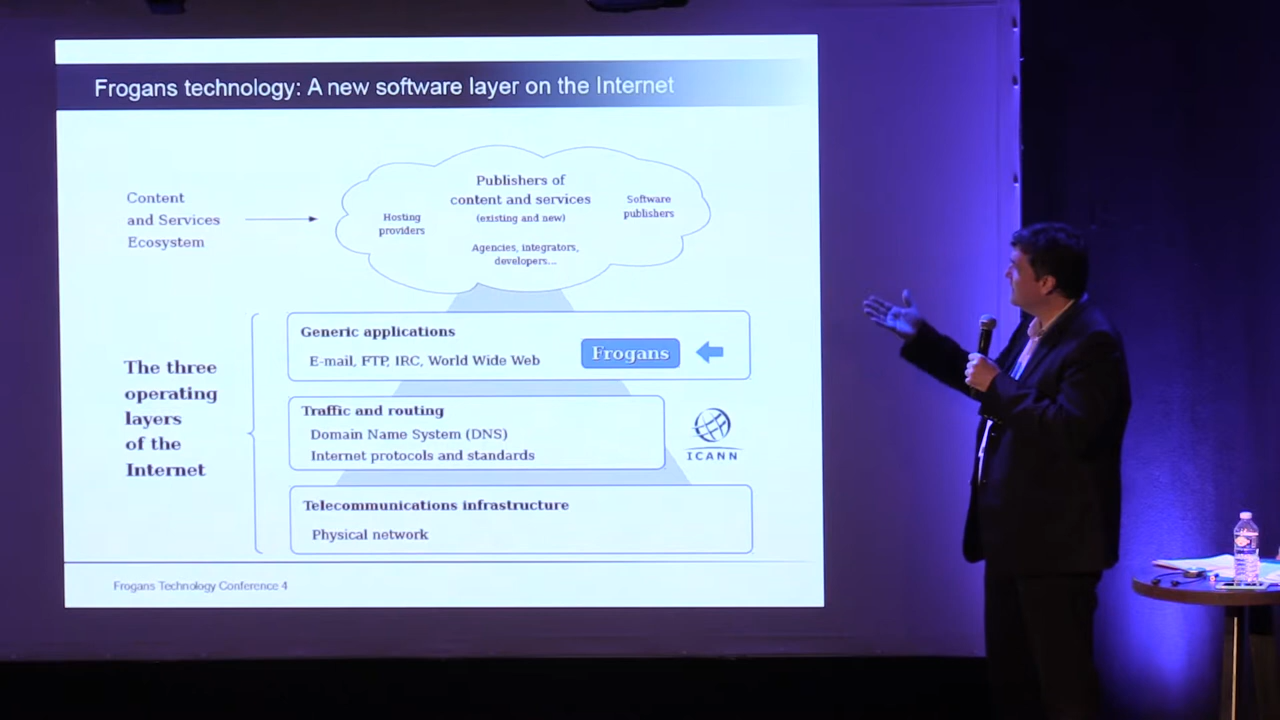 Frogans technology: A new software layer on the Internet
Content
and Services
Ecosystem
Publishers of
content and services
(existing and new)
Hosting
providers
Software
publishers
Agencies, integrators,
developers...
The three
operating
layers
of the
Internet
Generic applications
E-mail, FTP, IRC, World Wide Web
Frogans
Traffic and routing
Domain Name System (DNS)
Internet protocols and standards
ICANN
Telecommunications infrastructure
Physical network
Frogans Technology Conference 4